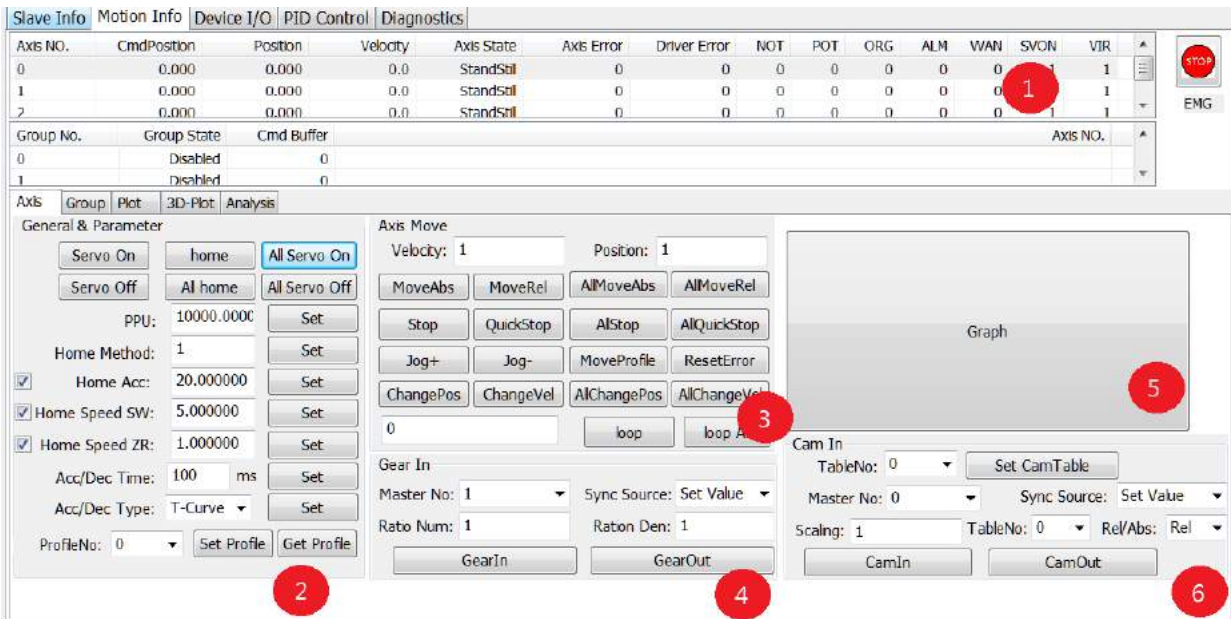 Slave Info Motion Info Device I/O PID Control Diagnostics
Axis NO. CmdPosition Position Velocity Axis State Axis Error Driver Error NOT POT ORG ALM WAN SVON VIR
0 0.000 0.000 0.0 StandStil 0 0 0 0 0 0 0 1 1
1 0.000 0.000 0.0 StandStil 0 0 0 0 0 0 0 1
2 0.000 0.000 0.0 StandStil 0 0 0 0 0 0 0 1 1
STOP
EMG
1
Group No. Group State Cmd Buffer Axis NO.
0 Disabled 0
1 Disabled 0
Axis Group Plot 3D-Plot Analysis
General & Parameter
Servo On home All Servo On
Servo Off All home All Servo Off
PPU: 10000.0000 Set
Home Method: 1 Set
Home Acc: 20.000000 Set
Home Speed SW: 5.000000 Set
Home Speed ZR: 1.000000 Set
Acc/Dec Time: 100 ms Set
Acc/Dec Type: T-Curve Set
ProfileNo: 0 Set Profile Get Profile
2
Axis Move
Velocity: 1 Position: 1
MoveAbs MoveRel AllMoveAbs AllMoveRel
Stop QuickStop AllStop AllQuickStop
Jog+ Jog- MoveProfile ResetError
ChangePos ChangeVel AllChangePos AllChangeVel
0 loop loop
3
Gear In
Master No: 1 Sync Source: Set Value
Ratio Num: 1 Ration Den: 1
GearIn GearOut
4
Graph
5
Cam In
TableNo: 0 Set CamTable
Master No: 0 Sync Source: Set Value
Scaling: 1 TableNo: 0 Rel/Abs: Rel
CamIn CamOut
6